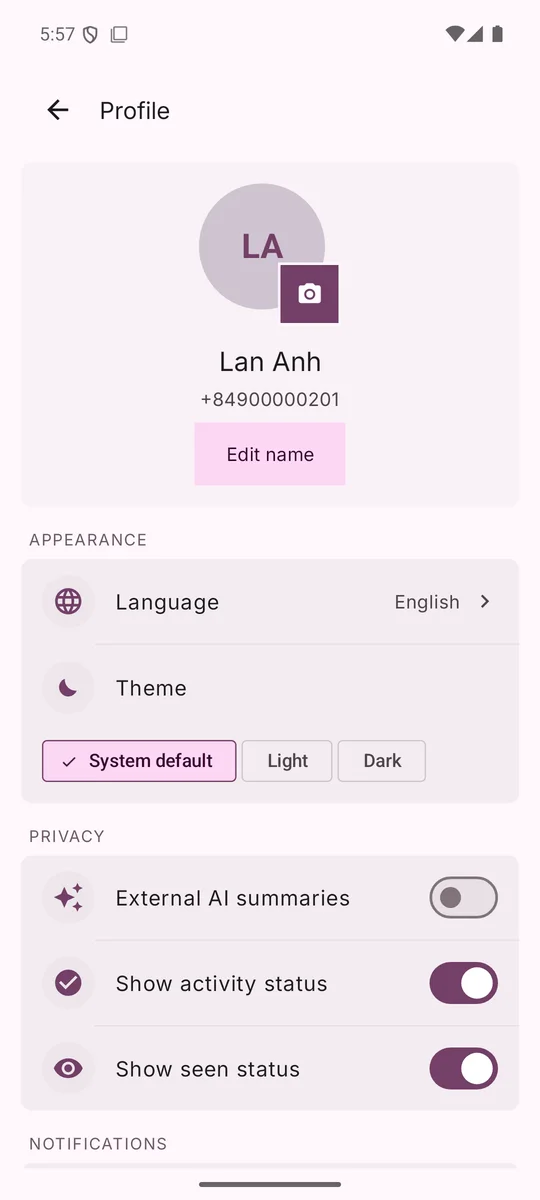 5:57
Profile
LA
Lan Anh
+84900000201
Edit name
APPEARANCE
Language English
Theme
System default Light Dark
PRIVACY
External AI summaries
Show activity status
Show seen status
NOTIFICATIONS